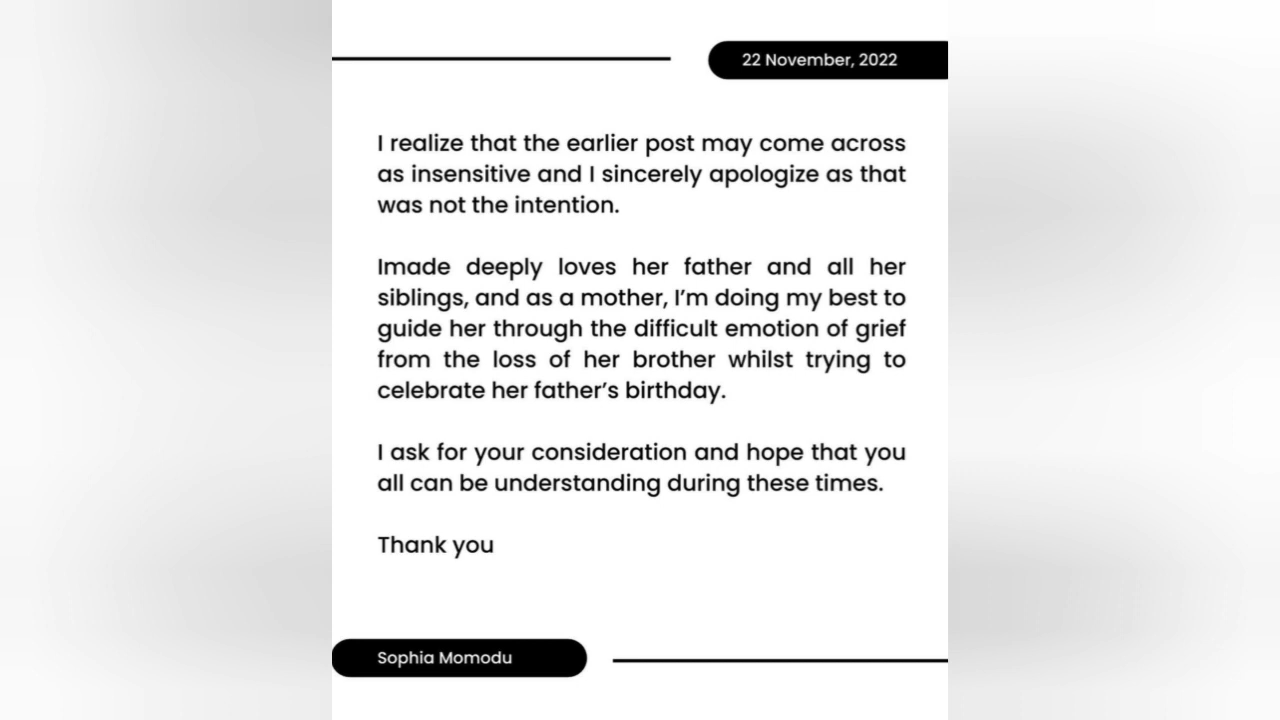 22 November, 2022
I realize that the earlier post may come across
as insensitive and I sincerely apologize as that
was not the intention.
Imade deeply loves her father and all her
siblings, and as a mother, I’m doing my best to
guide her through the difficult emotion of grief
from the loss of her brother whilst trying to
celebrate her father’s birthday.
I ask for your consideration and hope that you
all can be understanding during these times.
Thank you
Sophia Momodu